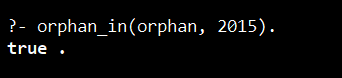 ?- orphan_in(orphan, 2015).
true .